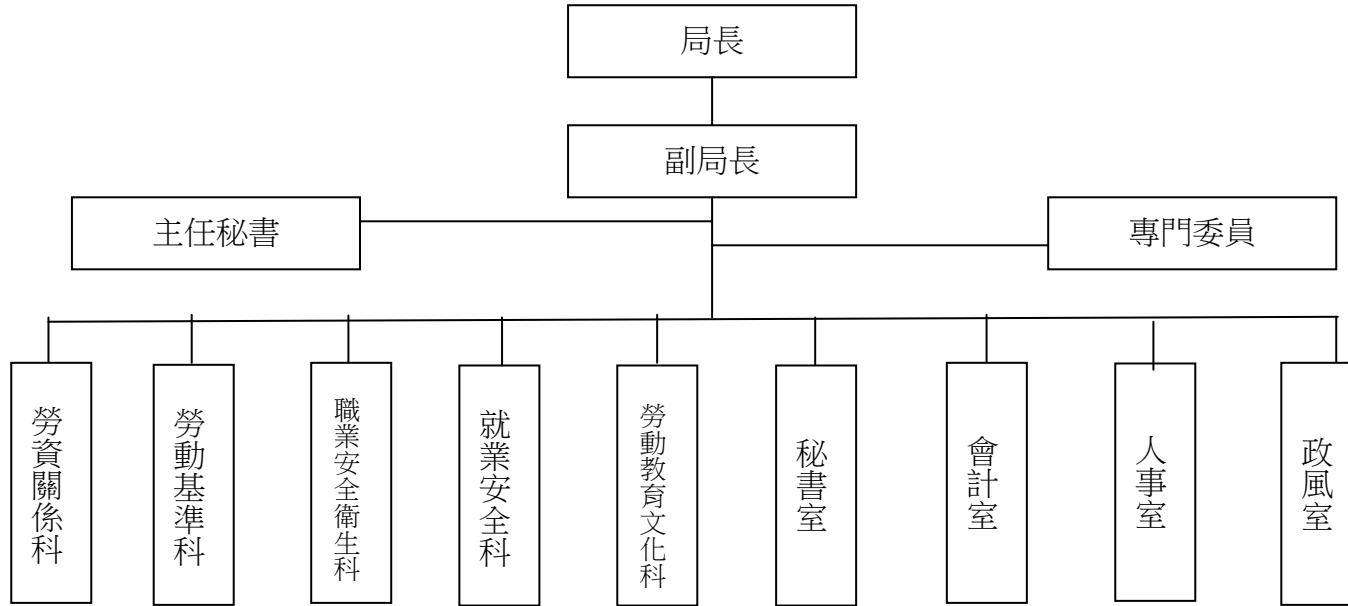 局長
副局長
主任秘書
專門委員
勞資關係科
勞動基準科
職業安全衛生科
就業安全科
勞動教育文化科
秘書室
會計室
人事室
政風室